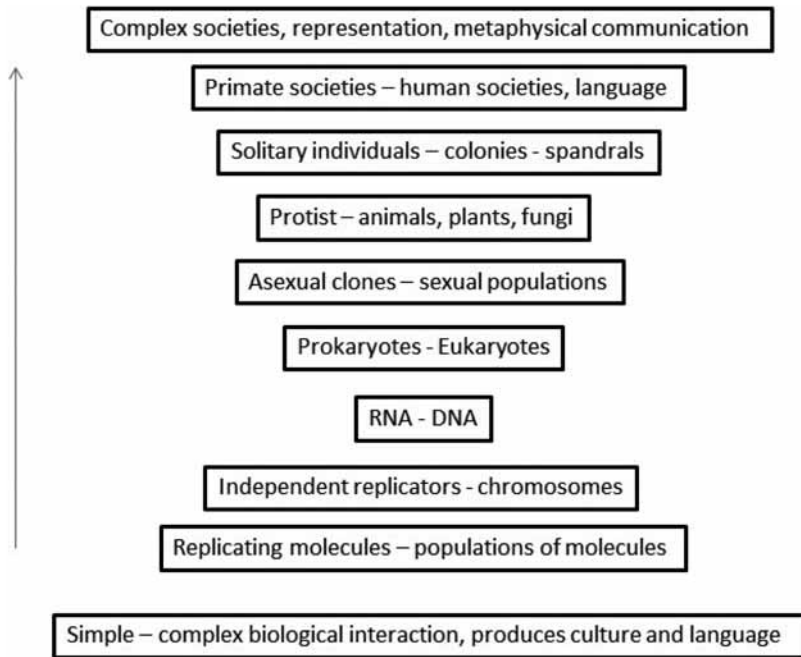 Complex societies, representation, metaphysical communication
Primate societies – human societies, language
Solitary individuals – colonies - spandrals
Protist – animals, plants, fungi
Asexual clones – sexual populations
Prokaryotes - Eukaryotes
RNA - DNA
Independent replicators - chromosomes
Replicating molecules – populations of molecules
Simple – complex biological interaction, produces culture and language